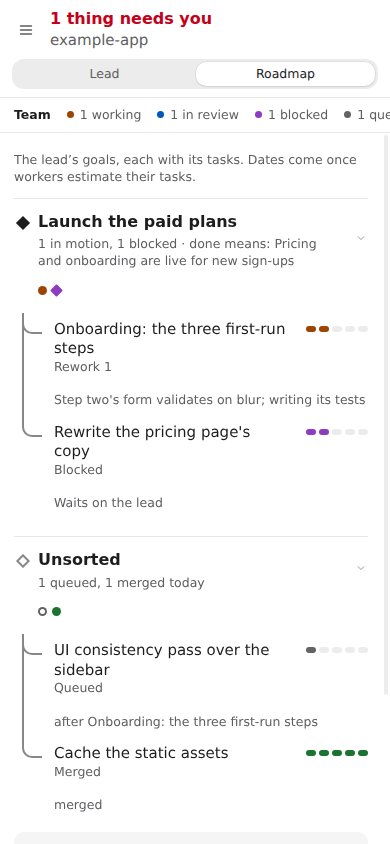 1 thing needs you
example-app
Lead
Roadmap
Team
1 working
1 in review
1 blocked
1 que
The lead’s goals, each with its tasks. Dates come once
workers estimate their tasks.
Launch the paid plans
1 in motion, 1 blocked · done means: Pricing
and onboarding are live for new sign-ups
Onboarding: the three first-run
steps
Rework 1
Step two's form validates on blur; writing its tests
Rewrite the pricing page's
copy
Blocked
Waits on the lead
Unsorted
1 queued, 1 merged today
UI consistency pass over the
sidebar
Queued
after Onboarding: the three first-run steps
Cache the static assets
Merged
merged